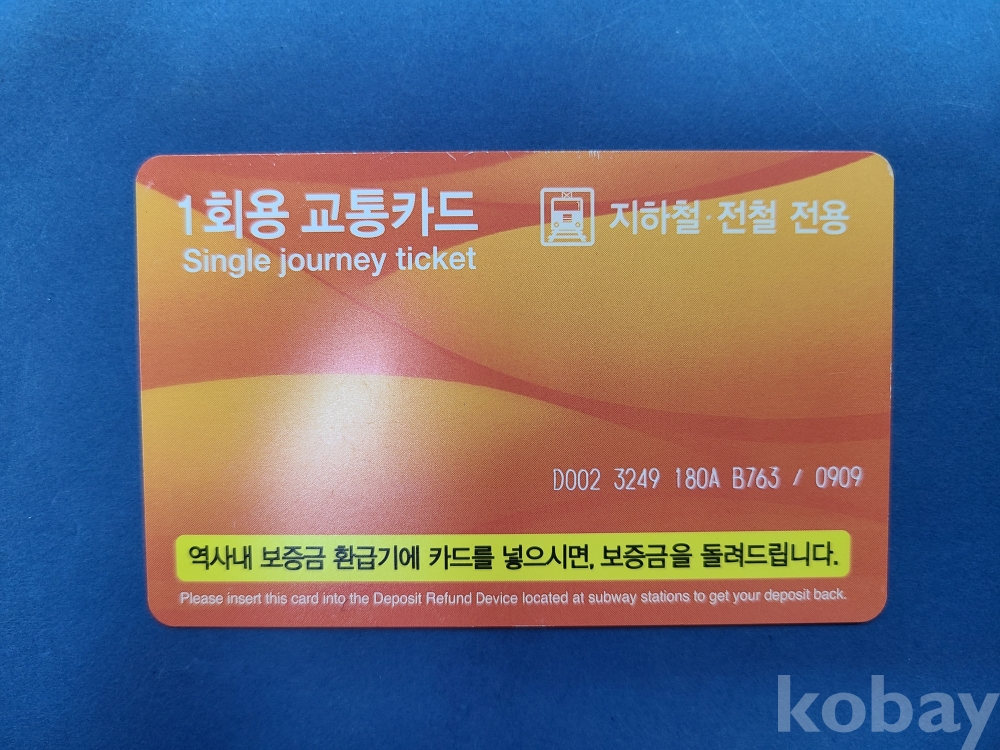 1회용 교통카드
Single journey ticket
지하철·전철 전용
D002 3249 180A B763 / 0909
역사내 보증금 환급기에 카드를 넣으시면, 보증금을 돌려드립니다.
Please insert this card into the Deposit Refund Device located at subway stations to get your deposit back.
kobay